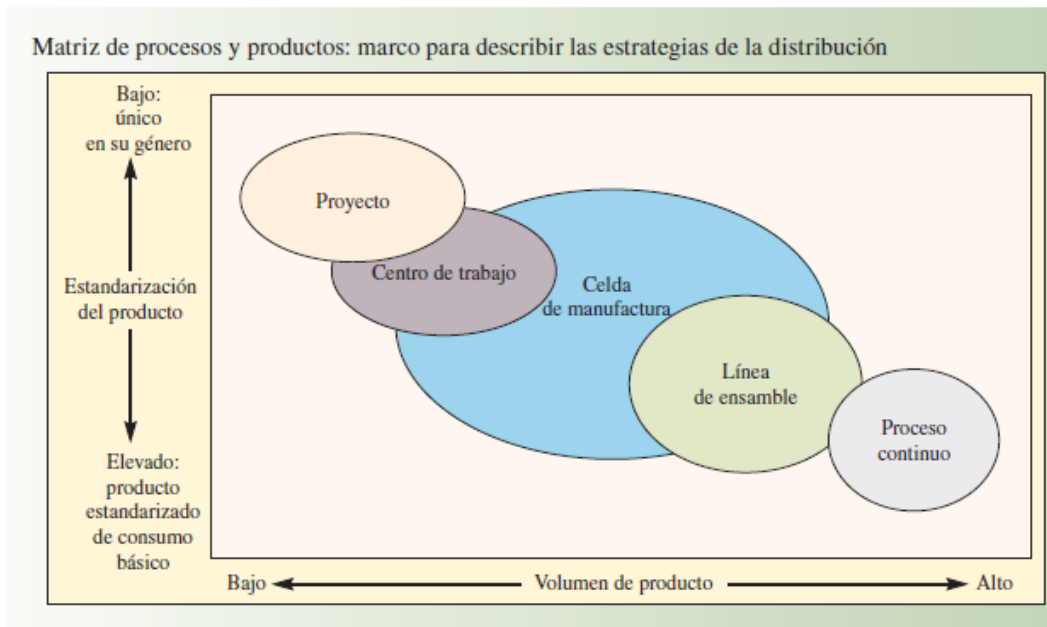 Matriz de procesos y productos: marco para describir las estrategias de la distribución
Bajo:
único
en su género
Estandarización
del producto
Elevado:
producto
estandarizado
de consumo
básico
Proyecto
Centro de trabajo
Celda
de manufactura
Línea
de ensamble
Proceso
continuo
Bajo
Volumen de producto
Alto